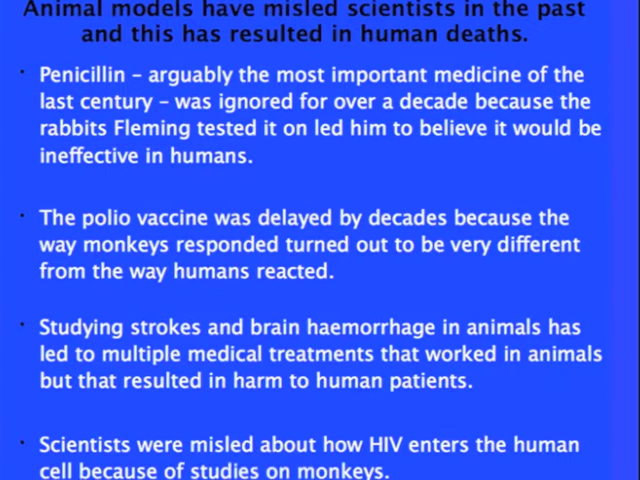 Animal models have misled scientists in the past
and this has resulted in human deaths.
· Penicillin – arguably the most important medicine of the
last century – was ignored for over a decade because the
rabbits Fleming tested it on led him to believe it would be
ineffective in humans.
· The polio vaccine was delayed by decades because the
way monkeys responded turned out to be very different
from the way humans reacted.
· Studying strokes and brain haemorrhage in animals has
led to multiple medical treatments that worked in animals
but that resulted in harm to human patients.
· Scientists were misled about how HIV enters the human
cell because of studies on monkeys.